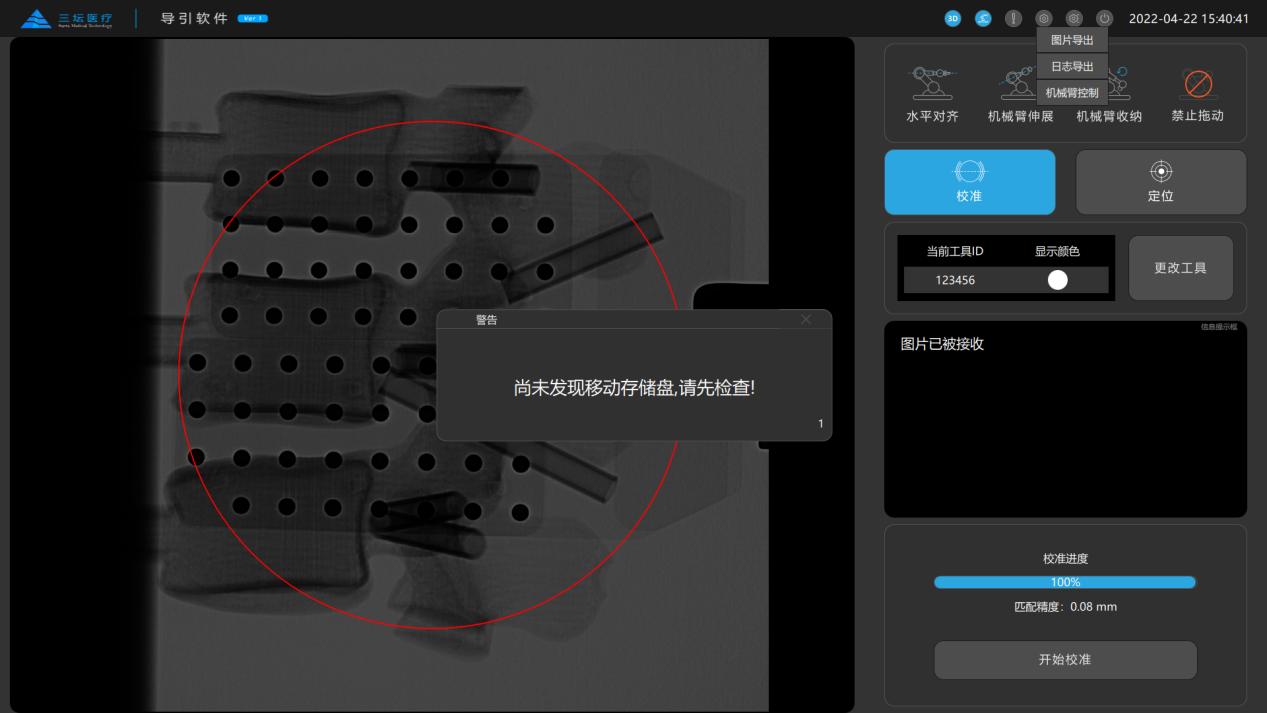 三坛医疗
Santa Medical Technology
导引软件 Ver 1
3D
2022-04-22 15:40:41
图片导出
日志导出
机械臂控制
水平对齐
机械臂伸展
机械臂收纳
禁止拖动
校准
定位
当前工具ID
显示颜色
123456
更改工具
信息提示框
图片已被接收
警告
尚未发现移动存储盘,请先检查!
1
校准进度
100%
匹配精度: 0.08 mm
开始校准